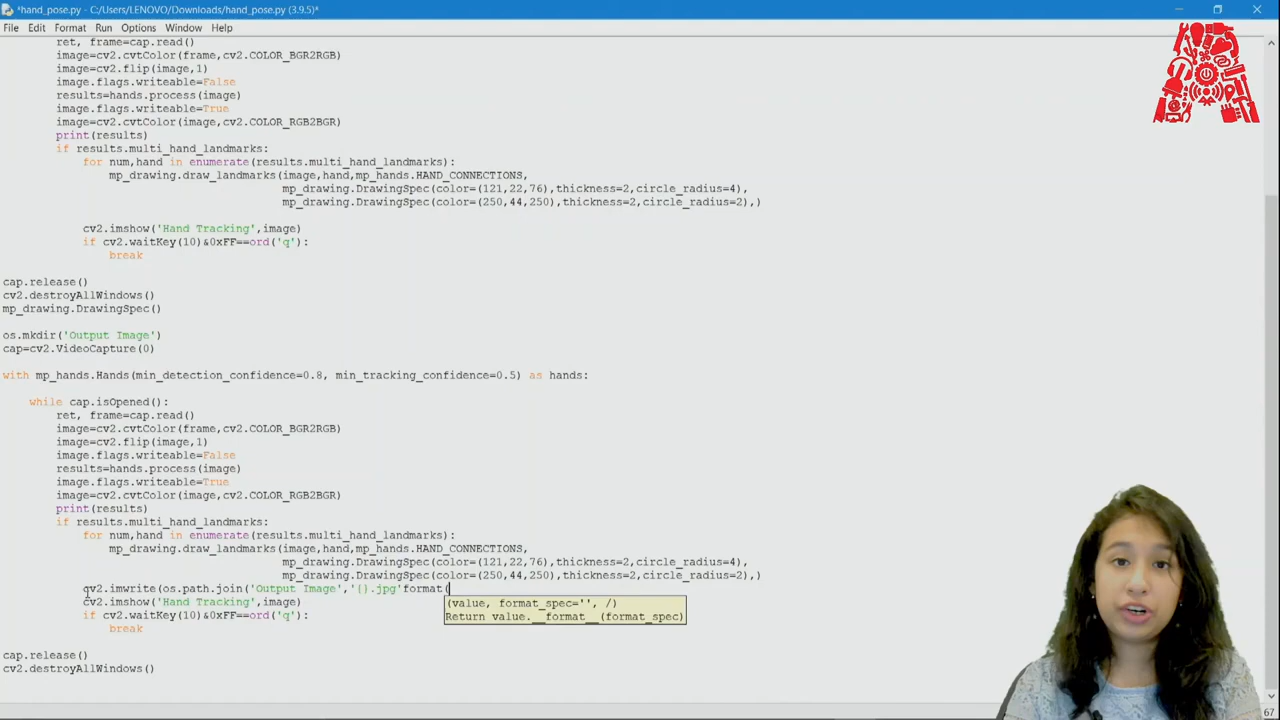 *hand_pose.py - C:/Users/LENOVO/Downloads/hand_pose.py (3.9.5)*
File Edit Format Run Options Window Help
ret, frame=cap.read()
image=cv2.cvtColor(frame,cv2.COLOR_BGR2RGB)
image=cv2.flip(image,1)
image.flags.writeable=False
results=hands.process(image)
image.flags.writeable=True
image=cv2.cvtColor(image,cv2.COLOR_RGB2BGR)
print(results)
if results.multi_hand_landmarks:
for num,hand in enumerate(results.multi_hand_landmarks):
mp_drawing.draw_landmarks(image,hand,mp_hands.HAND_CONNECTIONS,
mp_drawing.DrawingSpec(color=(121,22,76),thickness=2,circle_radius=4),
mp_drawing.DrawingSpec(color=(250,44,250),thickness=2,circle_radius=2),)
cv2.imshow('Hand Tracking',image)
if cv2.waitKey(10)&0xFF==ord('q'):
break
cap.release()
cv2.destroyAllWindows()
mp_drawing.DrawingSpec()
os.mkdir('Output Image')
cap=cv2.VideoCapture(0)
with mp_hands.Hands(min_detection_confidence=0.8, min_tracking_confidence=0.5) as hands:
while cap.isOpened():
ret, frame=cap.read()
image=cv2.cvtColor(frame,cv2.COLOR_BGR2RGB)
image=cv2.flip(image,1)
image.flags.writeable=False
results=hands.process(image)
image.flags.writeable=True
image=cv2.cvtColor(image,cv2.COLOR_RGB2BGR)
print(results)
if results.multi_hand_landmarks:
for num,hand in enumerate(results.multi_hand_landmarks):
mp_drawing.draw_landmarks(image,hand,mp_hands.HAND_CONNECTIONS,
mp_drawing.DrawingSpec(color=(121,22,76),thickness=2,circle_radius=4),
mp_drawing.DrawingSpec(color=(250,44,250),thickness=2,circle_radius=2),)
cv2.imwrite(os.path.join('Output Image','{}.jpg'format(
cv2.imshow('Hand Tracking',image)
(value, format_spec='', /)
if cv2.waitKey(10)&0xFF==ord('q'):
Return value.__format__(format_spec)
break
cap.release()
cv2.destroyAllWindows()
67